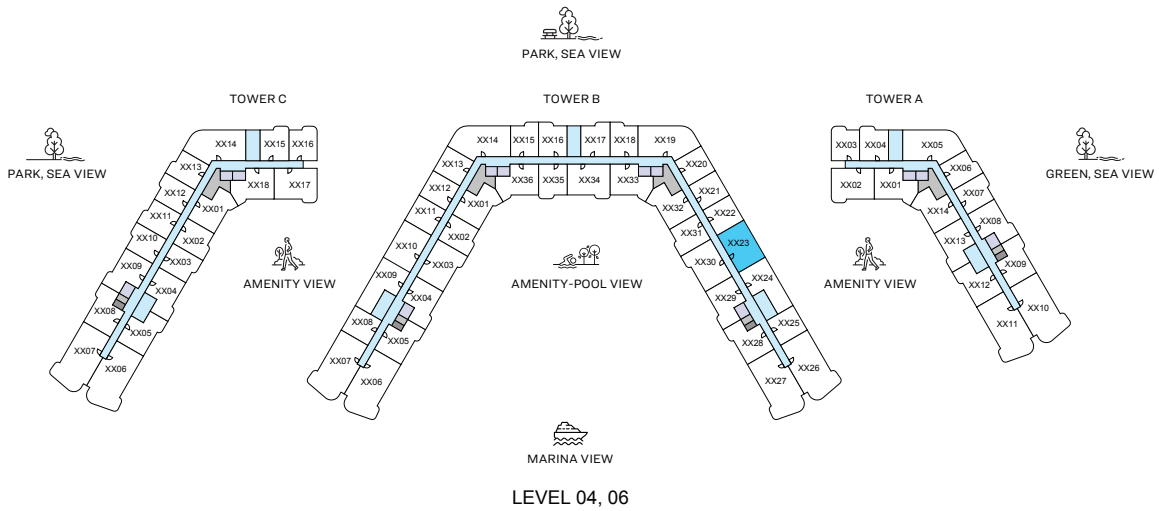 PARK, SEA VIEW
TOWER C
TOWER B
TOWER A
PARK, SEA VIEW
GREEN, SEA VIEW
XX14
XX15
XX16
XX13
XX12
XX11
XX10
XX09
XX08
XX07
XX06
XX05
XX04
XX03
XX02
XX01
XX18
XX17
XX14
XX15
XX16
XX17
XX18
XX19
XX13
XX12
XX11
XX10
XX09
XX08
XX07
XX06
XX05
XX04
XX03
XX02
XX01
XX36
XX35
XX34
XX33
XX32
XX31
XX30
XX29
XX28
XX27
XX26
XX25
XX24
XX23
XX22
XX21
XX20
XX03
XX04
XX05
XX02
XX01
XX06
XX07
XX08
XX09
XX10
XX11
XX12
XX13
XX14
AMENITY VIEW
AMENITY-POOL VIEW
AMENITY VIEW
MARINA VIEW
LEVEL 04, 06